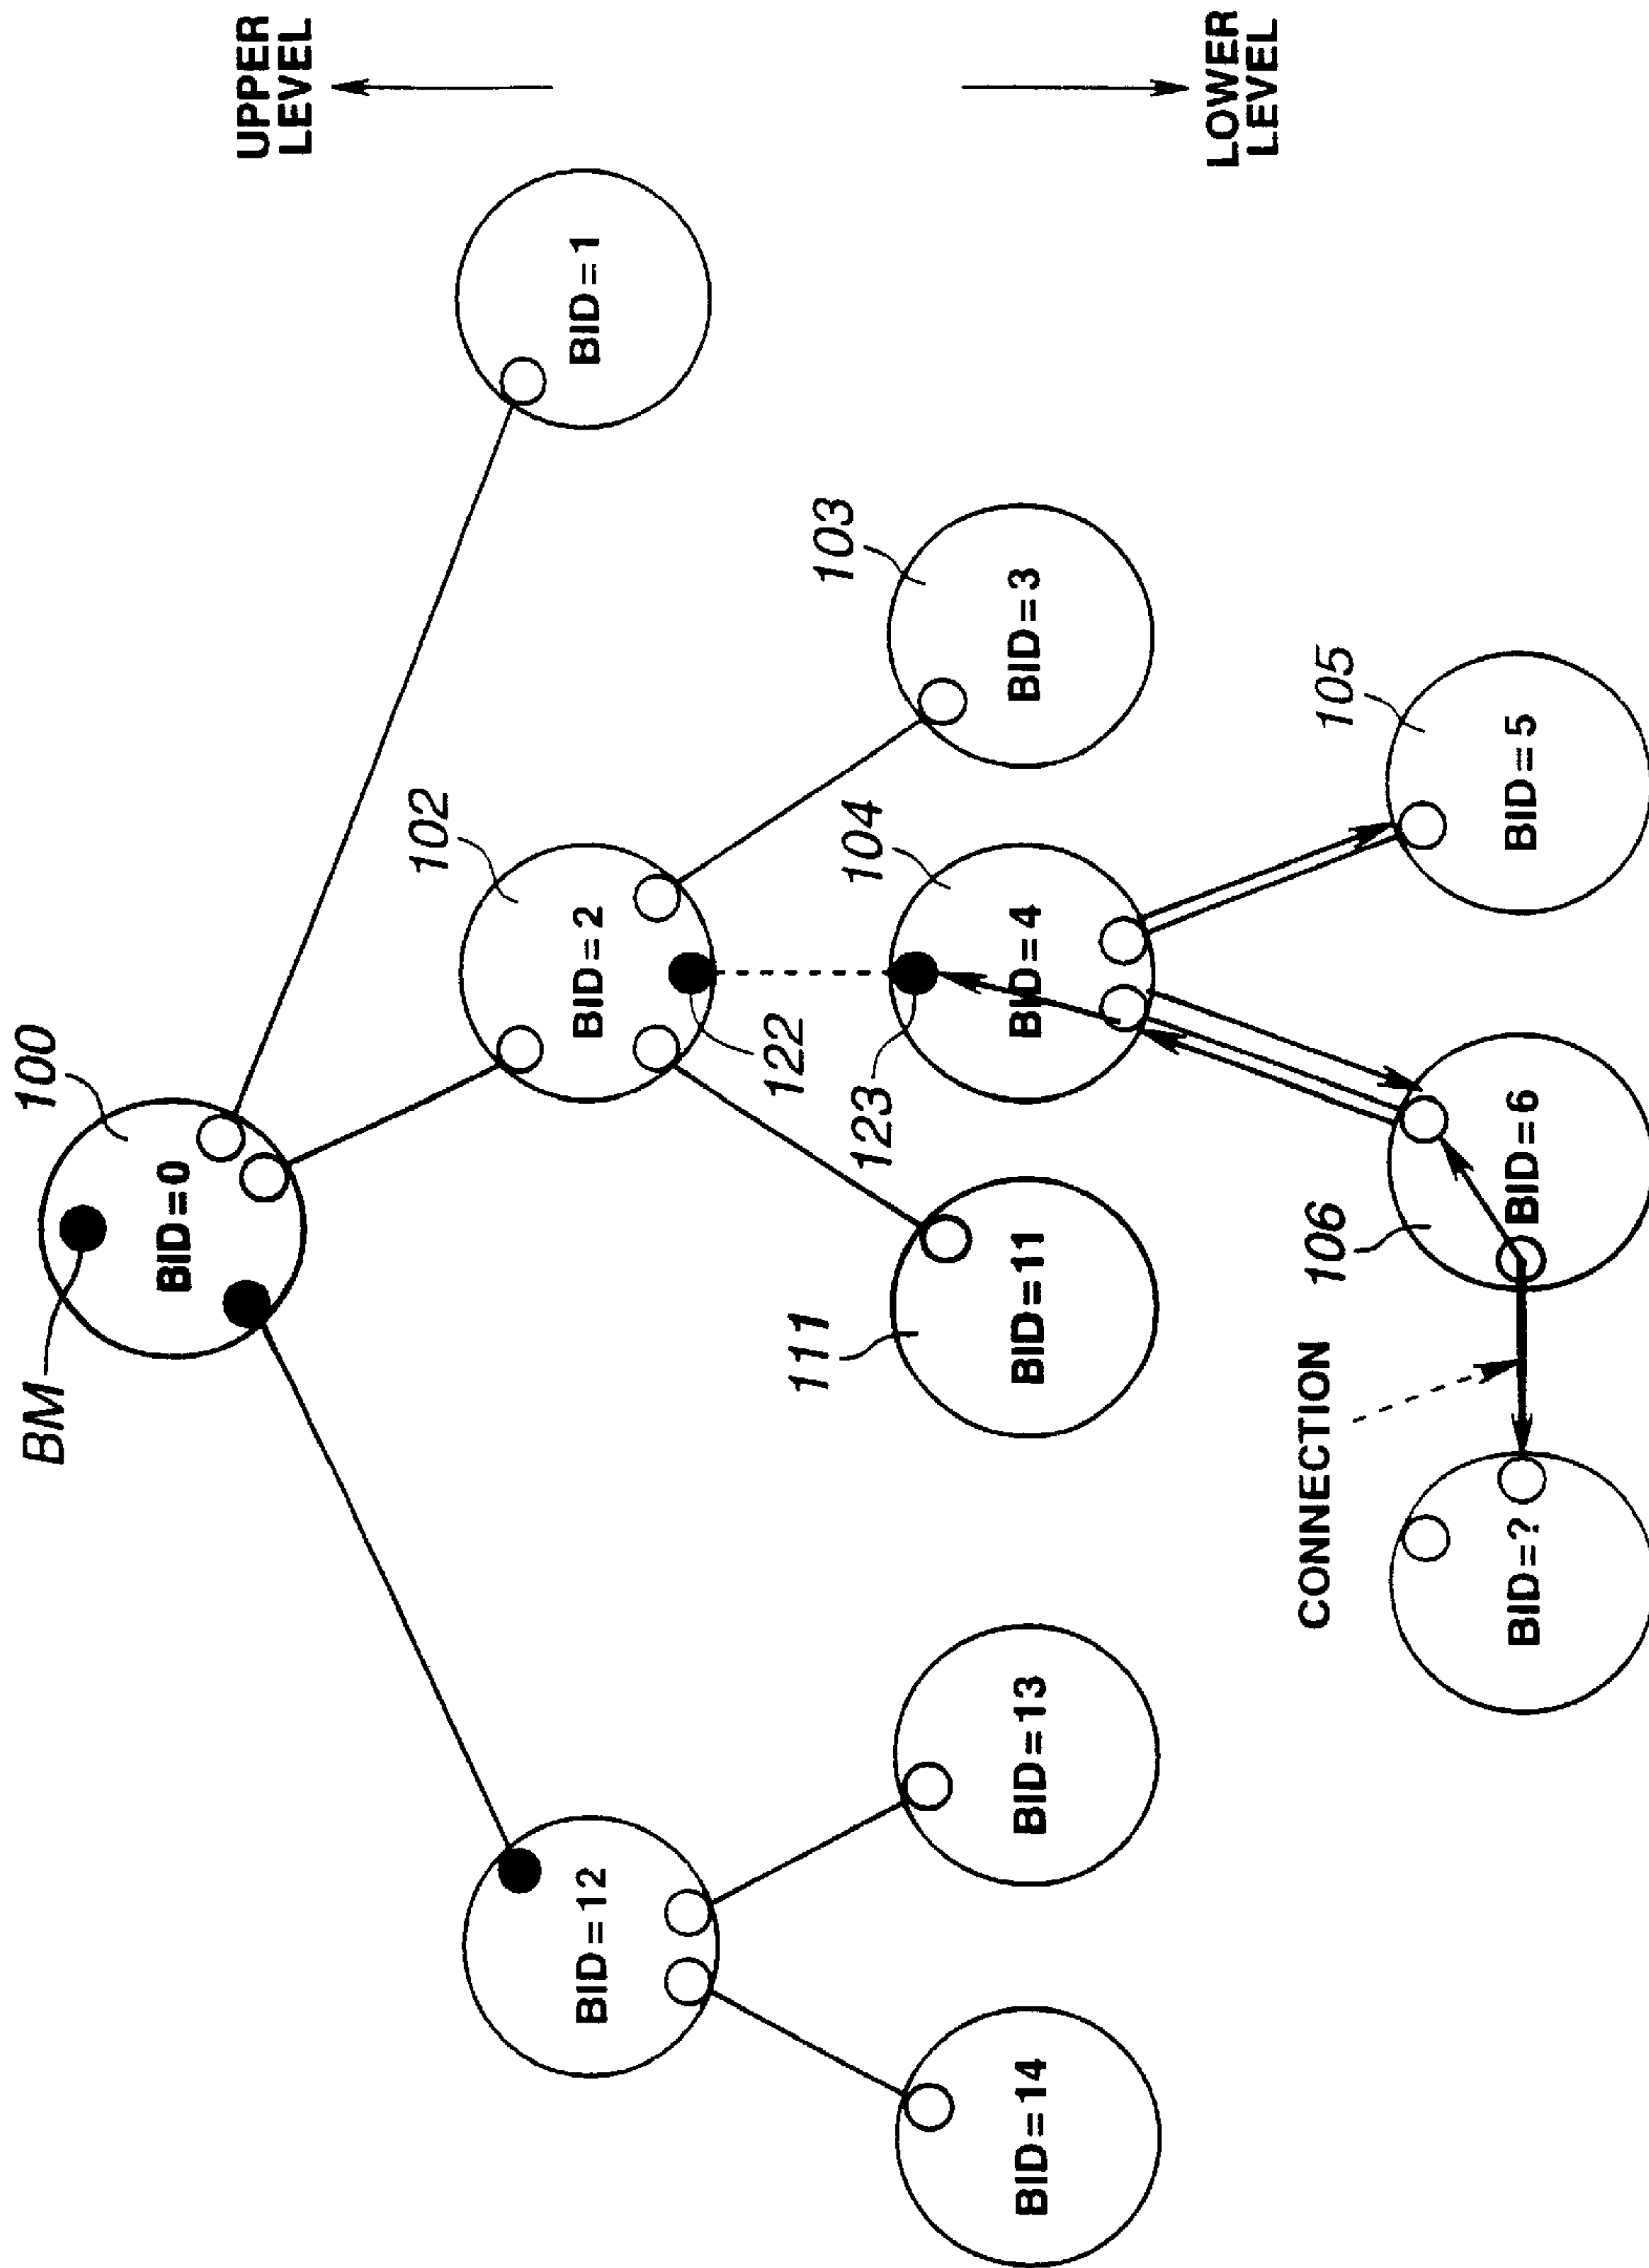 UPPER
LEVEL
100
BM
BID=0
BID=1
102
BID=2
BID=12
122
103
BID=3
104
BID=4
123
111
BID=11
BID=13
BID=14
LOWER
LEVEL
105
BID=5
106
BID=6
CONNECTION
BID=?